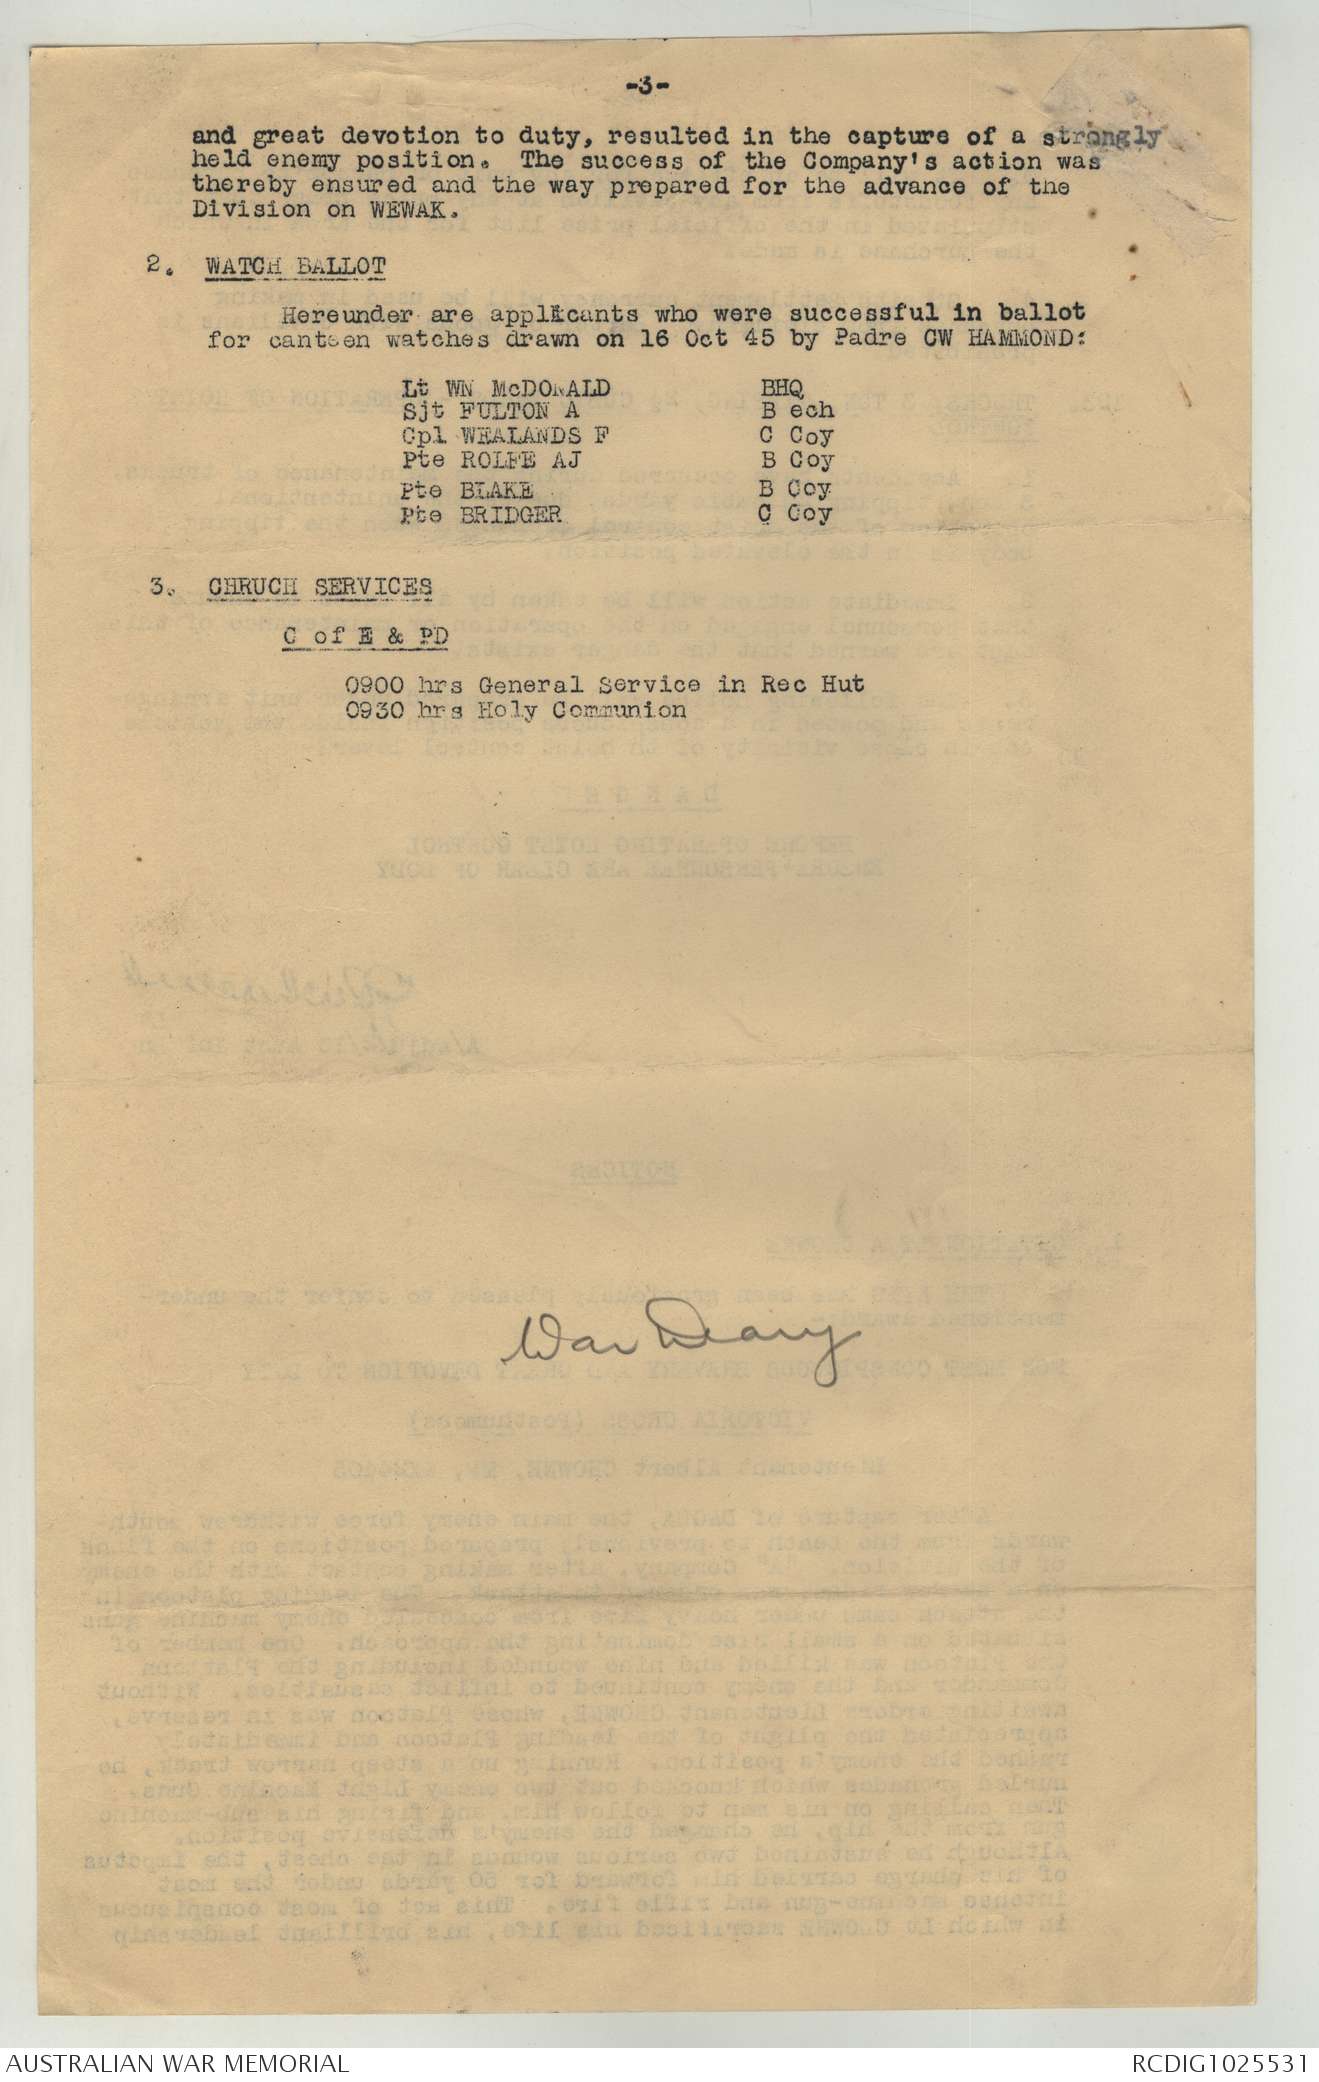 -3-
and great devotion to duty, resulted in the capture of a strongly
held enemy position. The success of the Company's action was
thereby ensured and the way prepared for the advance of the
Division on WEWAK.
2. WATCH BALLOT
Hereunder are applicants who were successful in ballot
for canteen watches drawn on 16 Oct 45 by Padre CW HAMMOND:
Lt WN McDONALD BHQ
Sjt FULTON A B ech
Cpl WEALANDS F C Coy
Pte ROLFE AJ B Coy
Pte BLAKE B Coy
Pte BRIDGER C Coy
3. CHRUCH SERVICES
C of E & PD
0900 hrs General Service in Rec Hut
0930 hrs Holy Communion
War Diary
AUSTRALIAN WAR MEMORIAL
RCDIG1025531